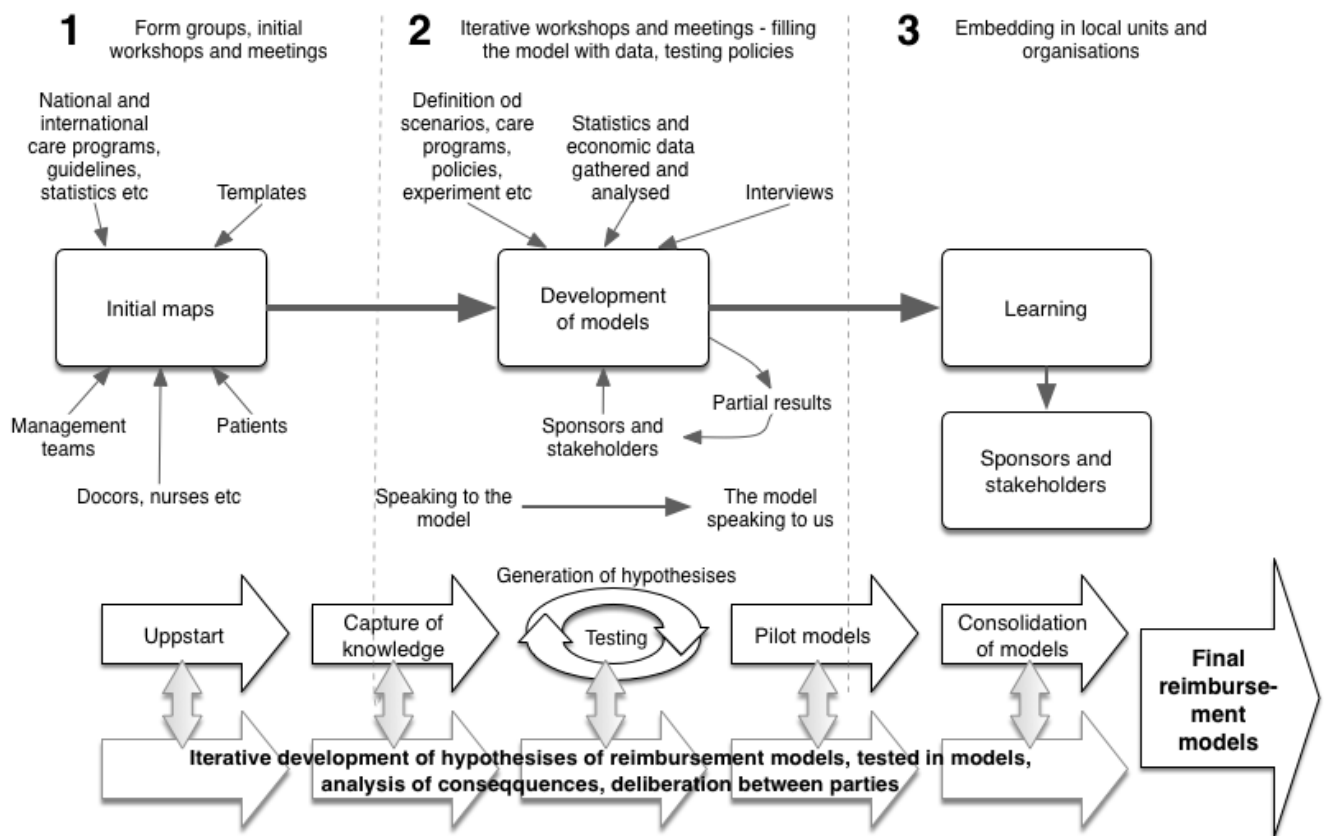 1
Form groups, initial
workshops and meetings
2
Iterative workshops and meetings - filling
the model with data, testing policies
3
Embedding in local units and
organisations
National and
international
care programs,
guidelines,
statistics etc
Templates
Definition od
scenarios, care
programs,
policies,
experiment etc
Statistics and
economic data
gathered and
analysed
Interviews
Initial maps
Development
of models
Learning
Management
teams
Patients
Docors, nurses etc
Sponsors and
stakeholders
Partial results
Sponsors and
stakeholders
Speaking to the
model
The model
speaking to us
Generation of hypothesises
Uppstart
Capture of
knowledge
Testing
Pilot models
Consolidation
of models
Final
reimburse-
ment
models
Iterative development of hypothesises of reimbursement models, tested in models,
analysis of conseqquences, deliberation between parties